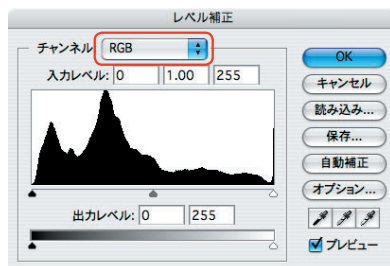 レベル補正
チャンネル: RGB
OK
入力レベル: 0 1.00 255
キャンセル
読み込み...
保存...
自動補正
オプション...
出力レベル: 0 255
プレビュー